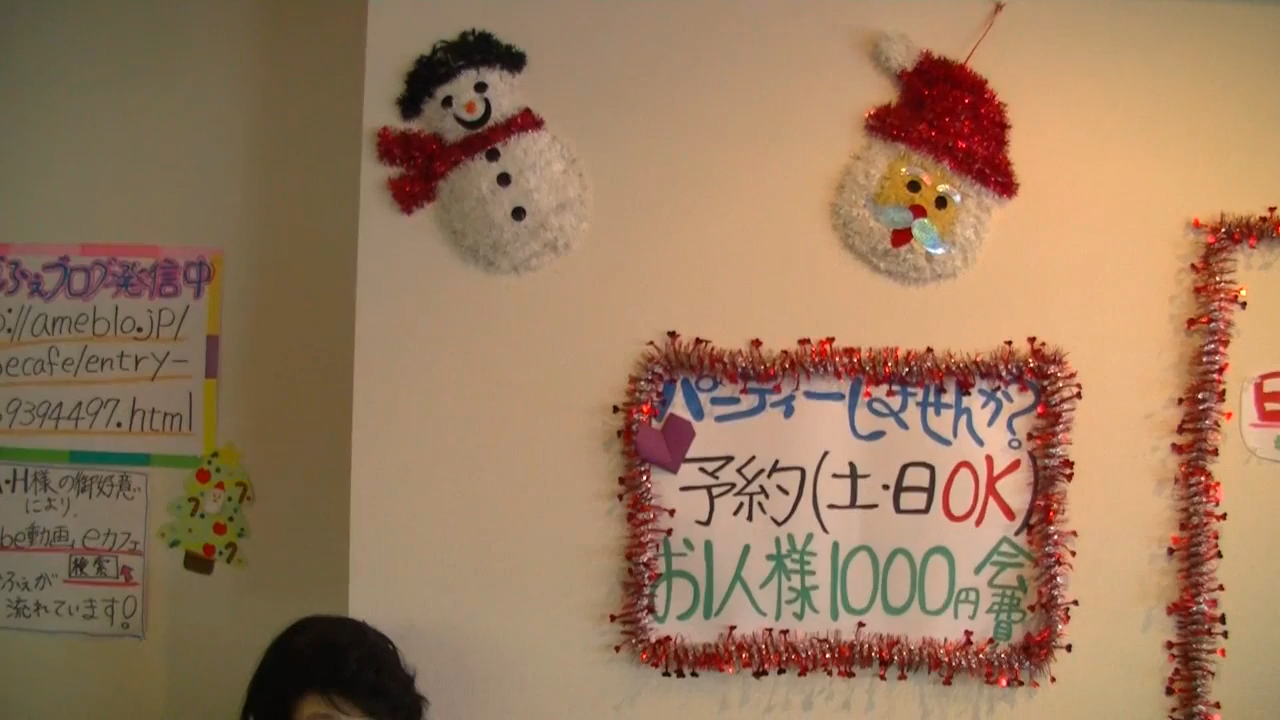 ふぇブログ発信中
://ameblo.jp/
ecafe/entry-
9394497.html
・H様の御好意
により
be動画,eカフェ
検索
ふぇが
流れています!
パーティーしませんか?
予約(土・日OK)
お1人様1000円会費
日